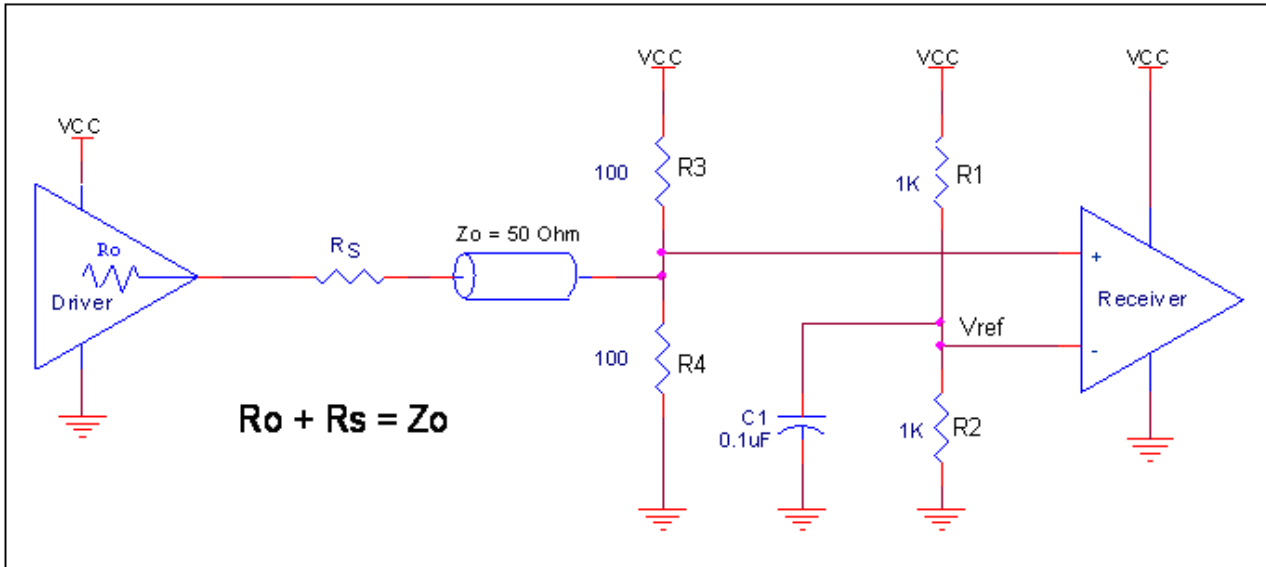 VCC
VCC
VCC
VCC
100
R3
1K
R1
Ro
Driver
RS
Zo = 50 Ohm
+
Receiver
Vref
-
100
R4
Ro + Rs = Zo
C1
0.1uF
1K
R2